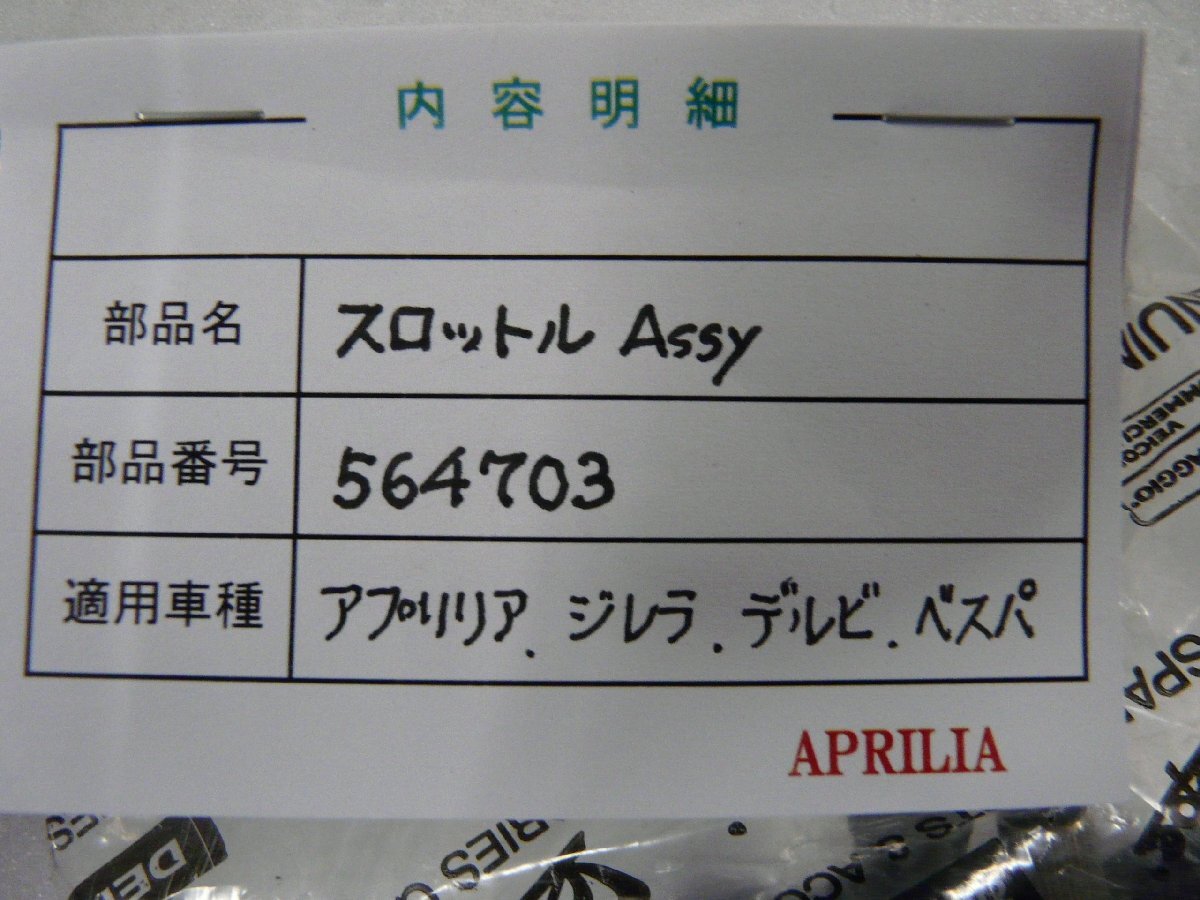 内容明細
部品名 スロットル Assy
部品番号 564703
適用車種 アプリリア. ジレラ. デルビ. ベスパ
APRILIA